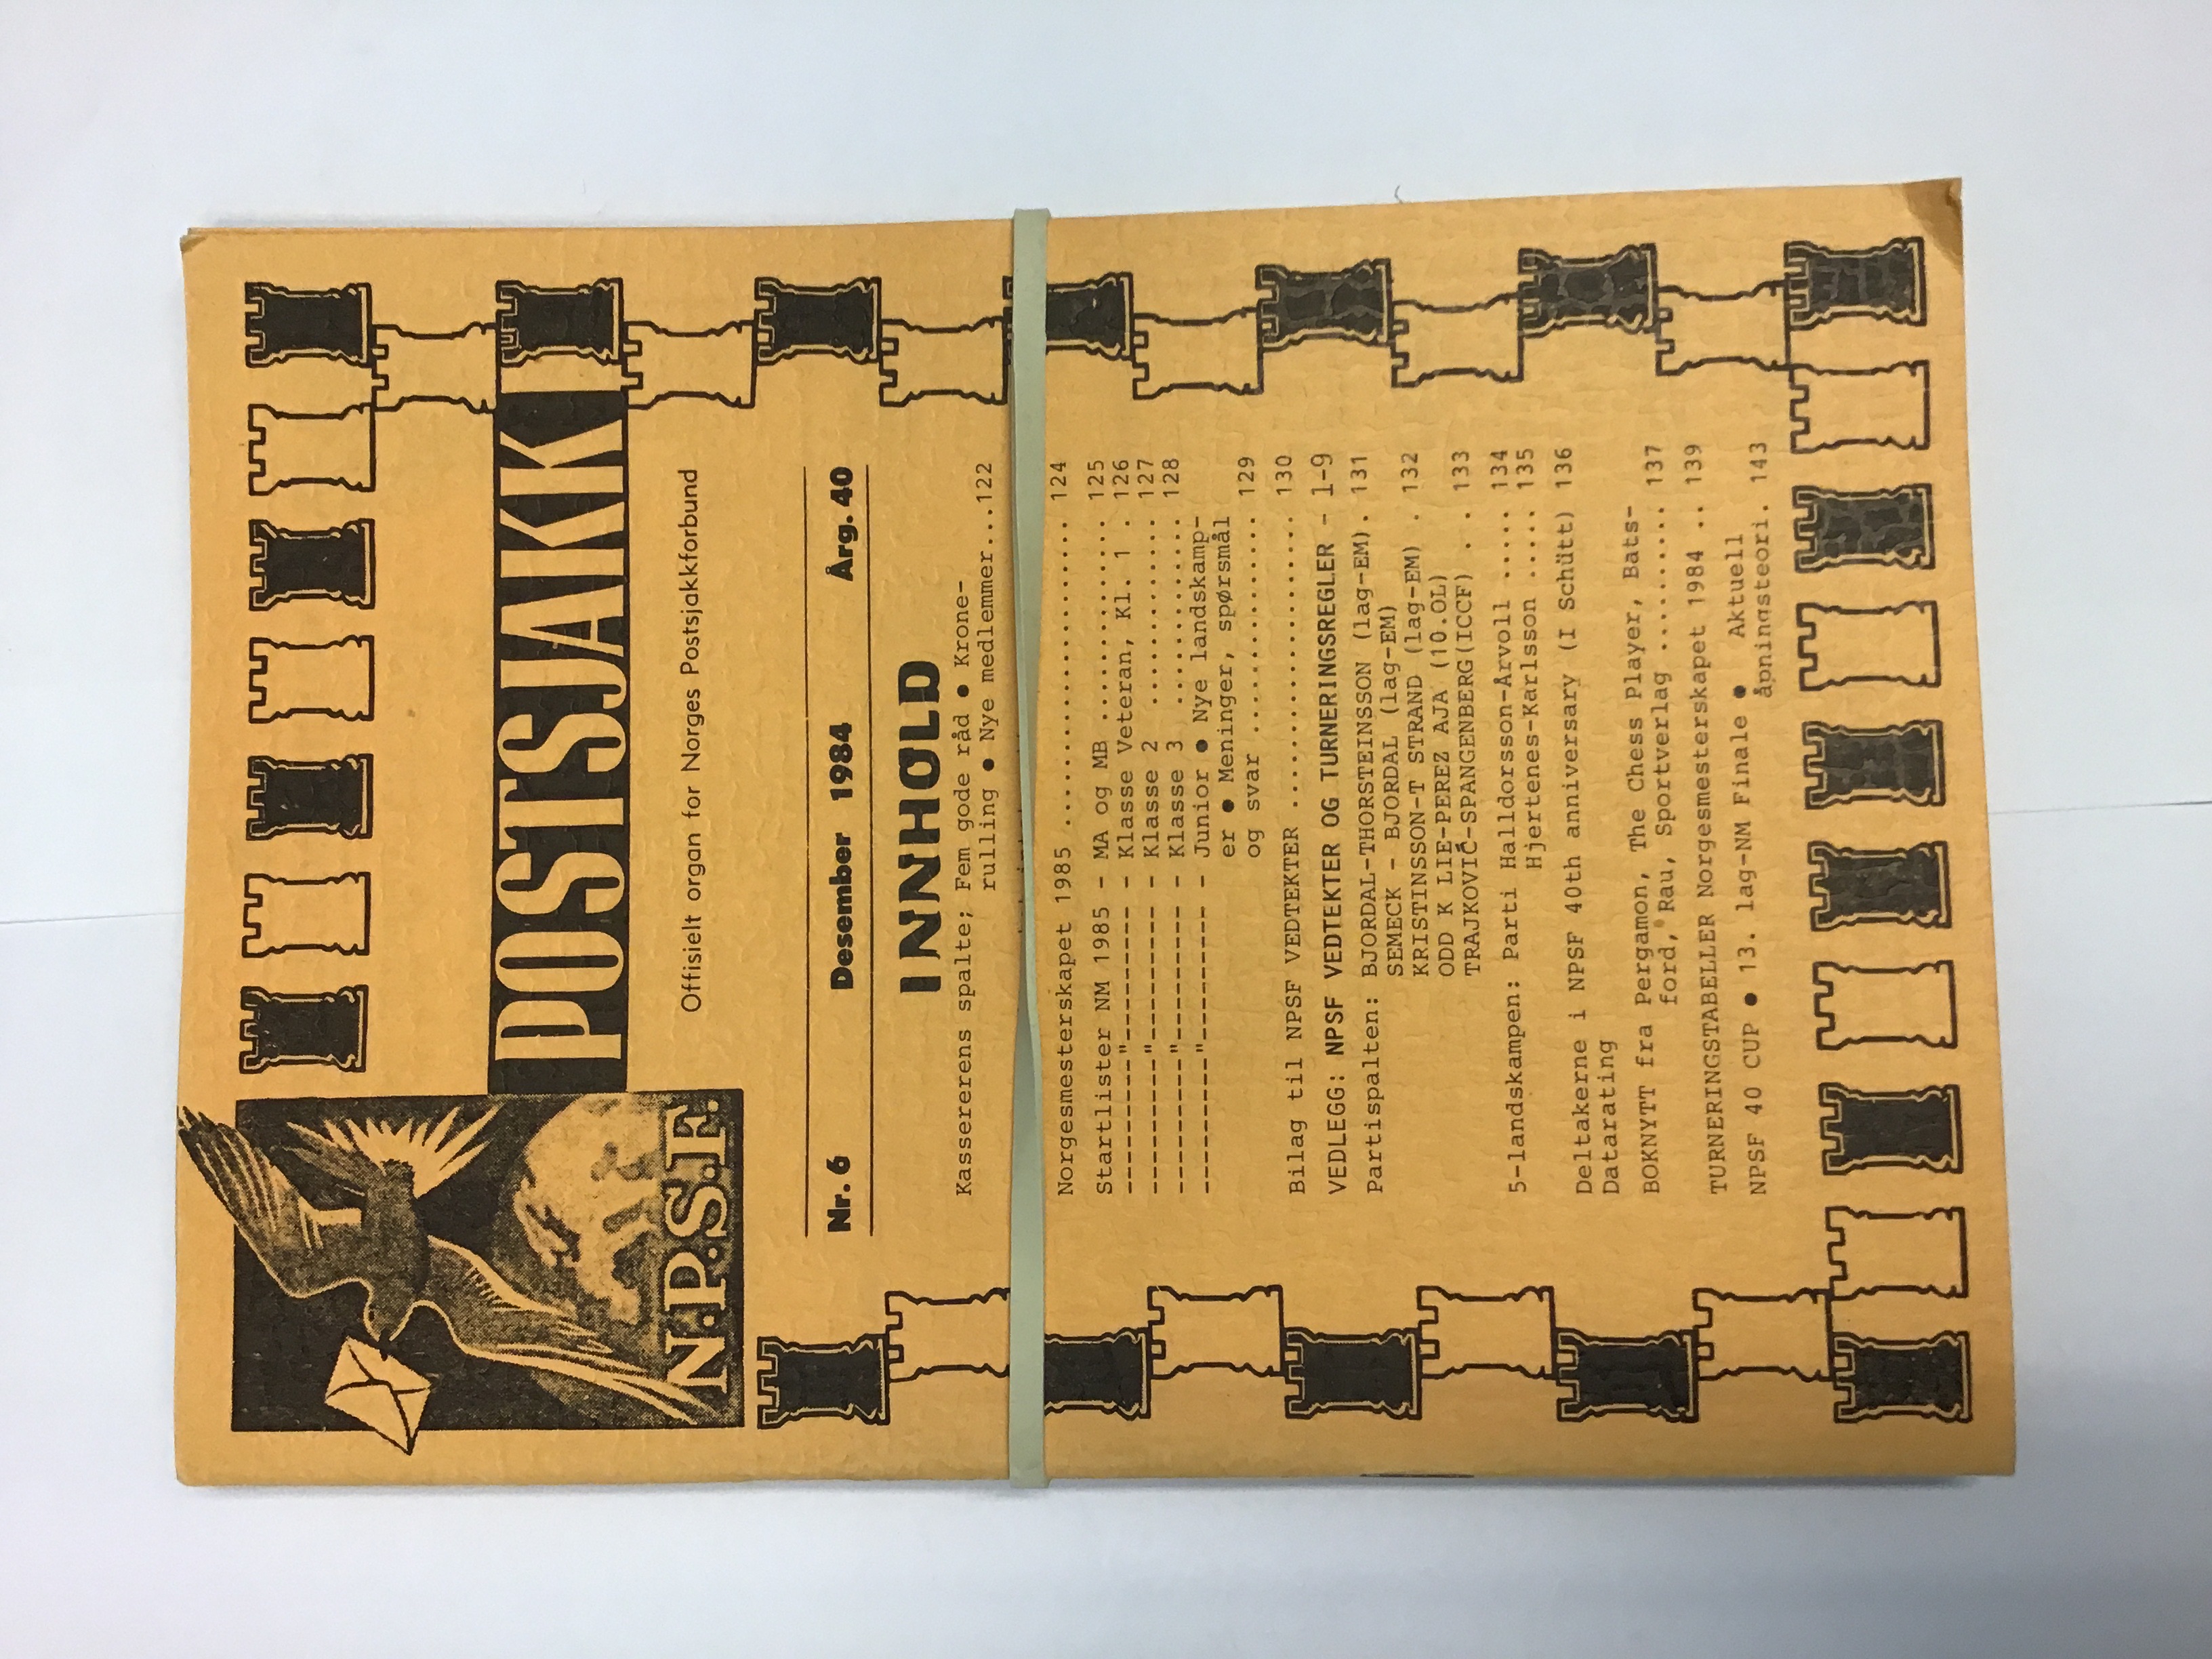 N.P.S.F.
POSTSJAKK
Offisielt organ for Norges Postsjakkforbund
Nr. 6 Desember 1984 Årg. 40
INNHOLD
Kassererens spalte; Fem gode råd ● Krone-
rulling ● Nye medlemmer...122
Norgesmesterskapet 1985 .................... 124
Startlister NM 1985 - MA og MB ............. 125
----------"---------- - Klasse Veteran, Kl. 1 . 126
----------"---------- - Klasse 2 ............ 127
----------"---------- - Klasse 3 ............ 128
----------"---------- - Junior ● Nye landskamp-
er ● Meninger, spørsmål
og svar ................ 129
Bilag til NPSF VEDTEKTER ................... 130
VEDLEGG: NPSF VEDTEKTER OG TURNERINGSREGLER - 1-9
Partispalten: BJORDAL-THORSTEINSSON (lag-EM). 131
SEMECK - BJORDAL (lag-EM)
KRISTINSSON-T STRAND (lag-EM) . 132
ODD K LIE-PEREZ AJA (10.OL)
TRAJKOVIĆ-SPANGENBERG(ICCF) . . 133
5-landskampen: Parti Halldorsson-Arvoll ..... 134
Hjertenes-Karlsson ..... 135
Deltakerne i NPSF 40th anniversary (I Schütt) 136
Datarating
BOKNYTT fra Pergamon, The Chess Player, Bats-
ford, Rau, Sportverlag .......... 137
TURNERINGSTABELLER Norgesmesterskapet 1984 .. 139
NPSF 40 CUP ● 13. lag-NM Finale ● Aktuell
åpningsteori. 143